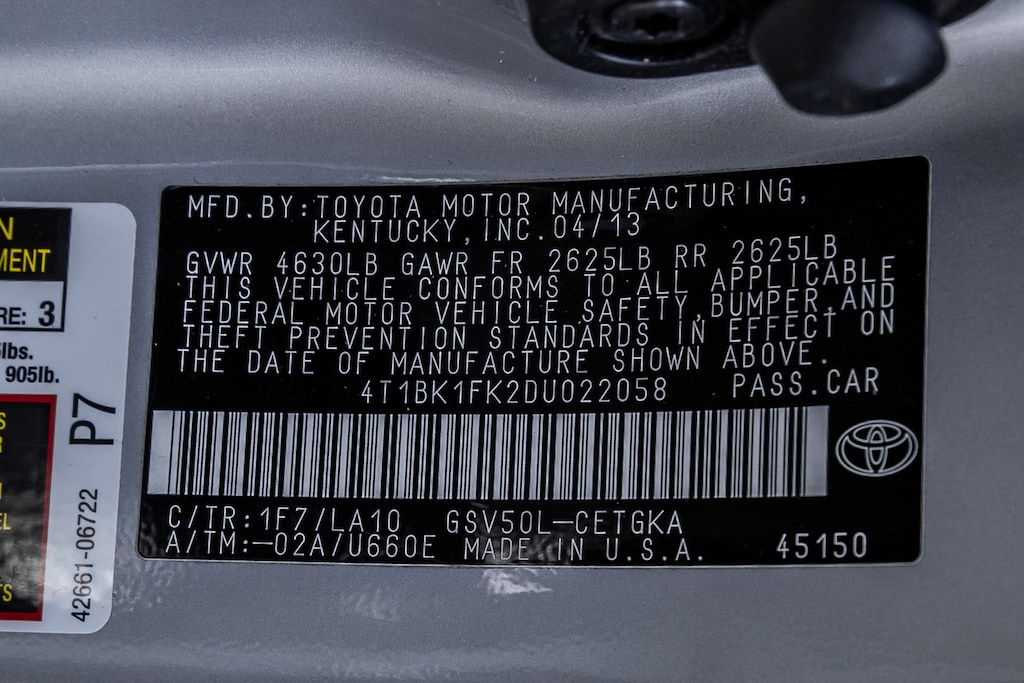 MFD.BY:TOYOTA MOTOR MANUFACTURING,
KENTUCKY,INC.04/13
GVWR 4630LB GAWR FR 2625LB RR 2625LB
THIS VEHICLE CONFORMS TO ALL APPLICABLE
FEDERAL MOTOR VEHICLE SAFETY,BUMPER,AND
THEFT PREVENTION STANDARDS IN EFFECT ON
THE DATE OF MANUFACTURE SHOWN ABOVE.
4T1BK1FK2DU022058 PASS.CAR
C/TR:1F7/LA10 GSV50L-CETGKA
A/TM:-02A/U660E MADE IN U.S.A. 45150
N
MENT
RE: 3
lbs.
905lb.
P7
42661-06722